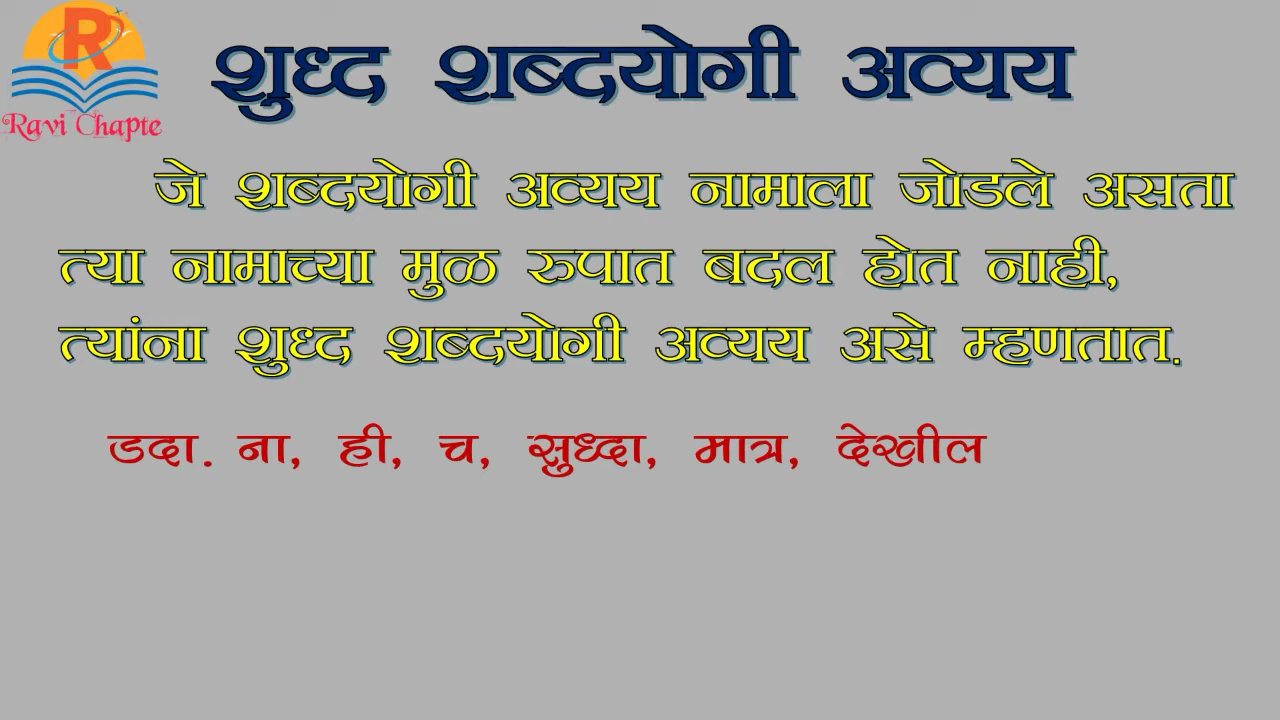 R
Ravi Chapte
शुध्द शब्दयोगी अव्यय
जे शब्दयोगी अव्यय नामाला जोडले असता
त्या नामाच्या मुळ रुपात बदल होत नाही,
त्यांना शुध्द शब्दयोगी अव्यय असे म्हणतात.
उदा. ना, ही, च, सुध्दा, मात्र, देखील